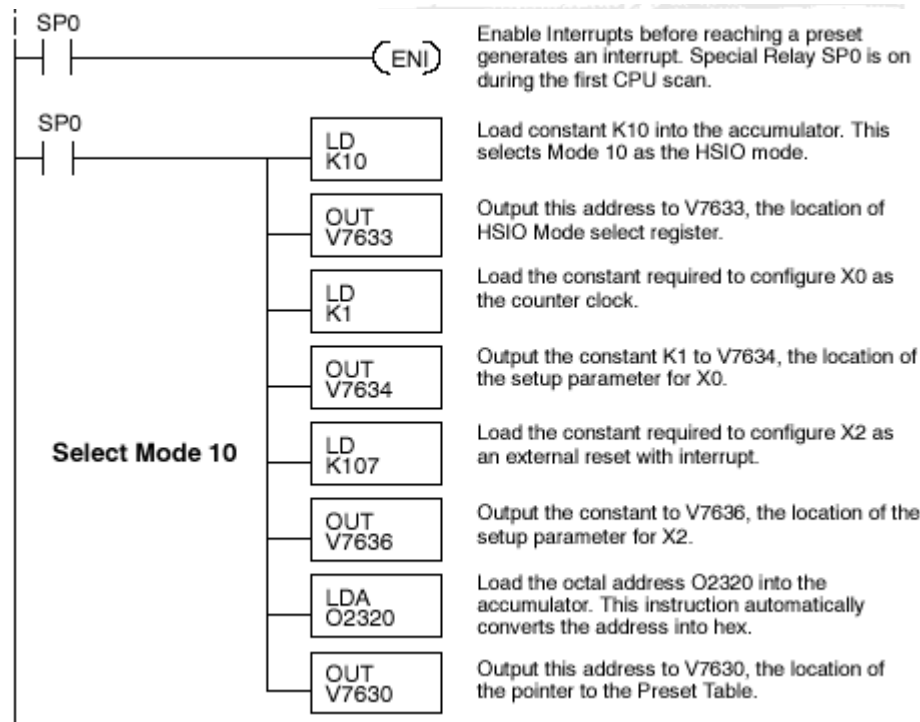 SP0
ENI
Enable Interrupts before reaching a preset
generates an interrupt. Special Relay SP0 is on
during the first CPU scan.
SP0
LD
K10
Load constant K10 into the accumulator. This
selects Mode 10 as the HSIO mode.
OUT
V7633
Output this address to V7633, the location of
HSIO Mode select register.
LD
K1
Load the constant required to configure X0 as
the counter clock.
OUT
V7634
Output the constant K1 to V7634, the location of
the setup parameter for X0.
Select Mode 10
LD
K107
Load the constant required to configure X2 as
an external reset with interrupt.
OUT
V7636
Output the constant to V7636, the location of the
setup parameter for X2.
LDA
O2320
Load the octal address O2320 into the
accumulator. This instruction automatically
converts the address into hex.
OUT
V7630
Output this address to V7630, the location of
the pointer to the Preset Table.